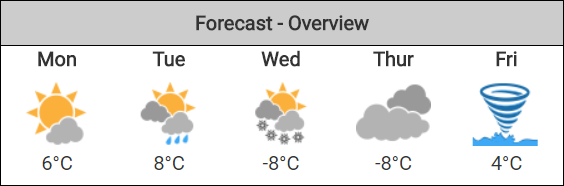 Forecast - Overview
Mon Tue Wed Thur Fri
6°C 8°C -8°C -8°C 4°C